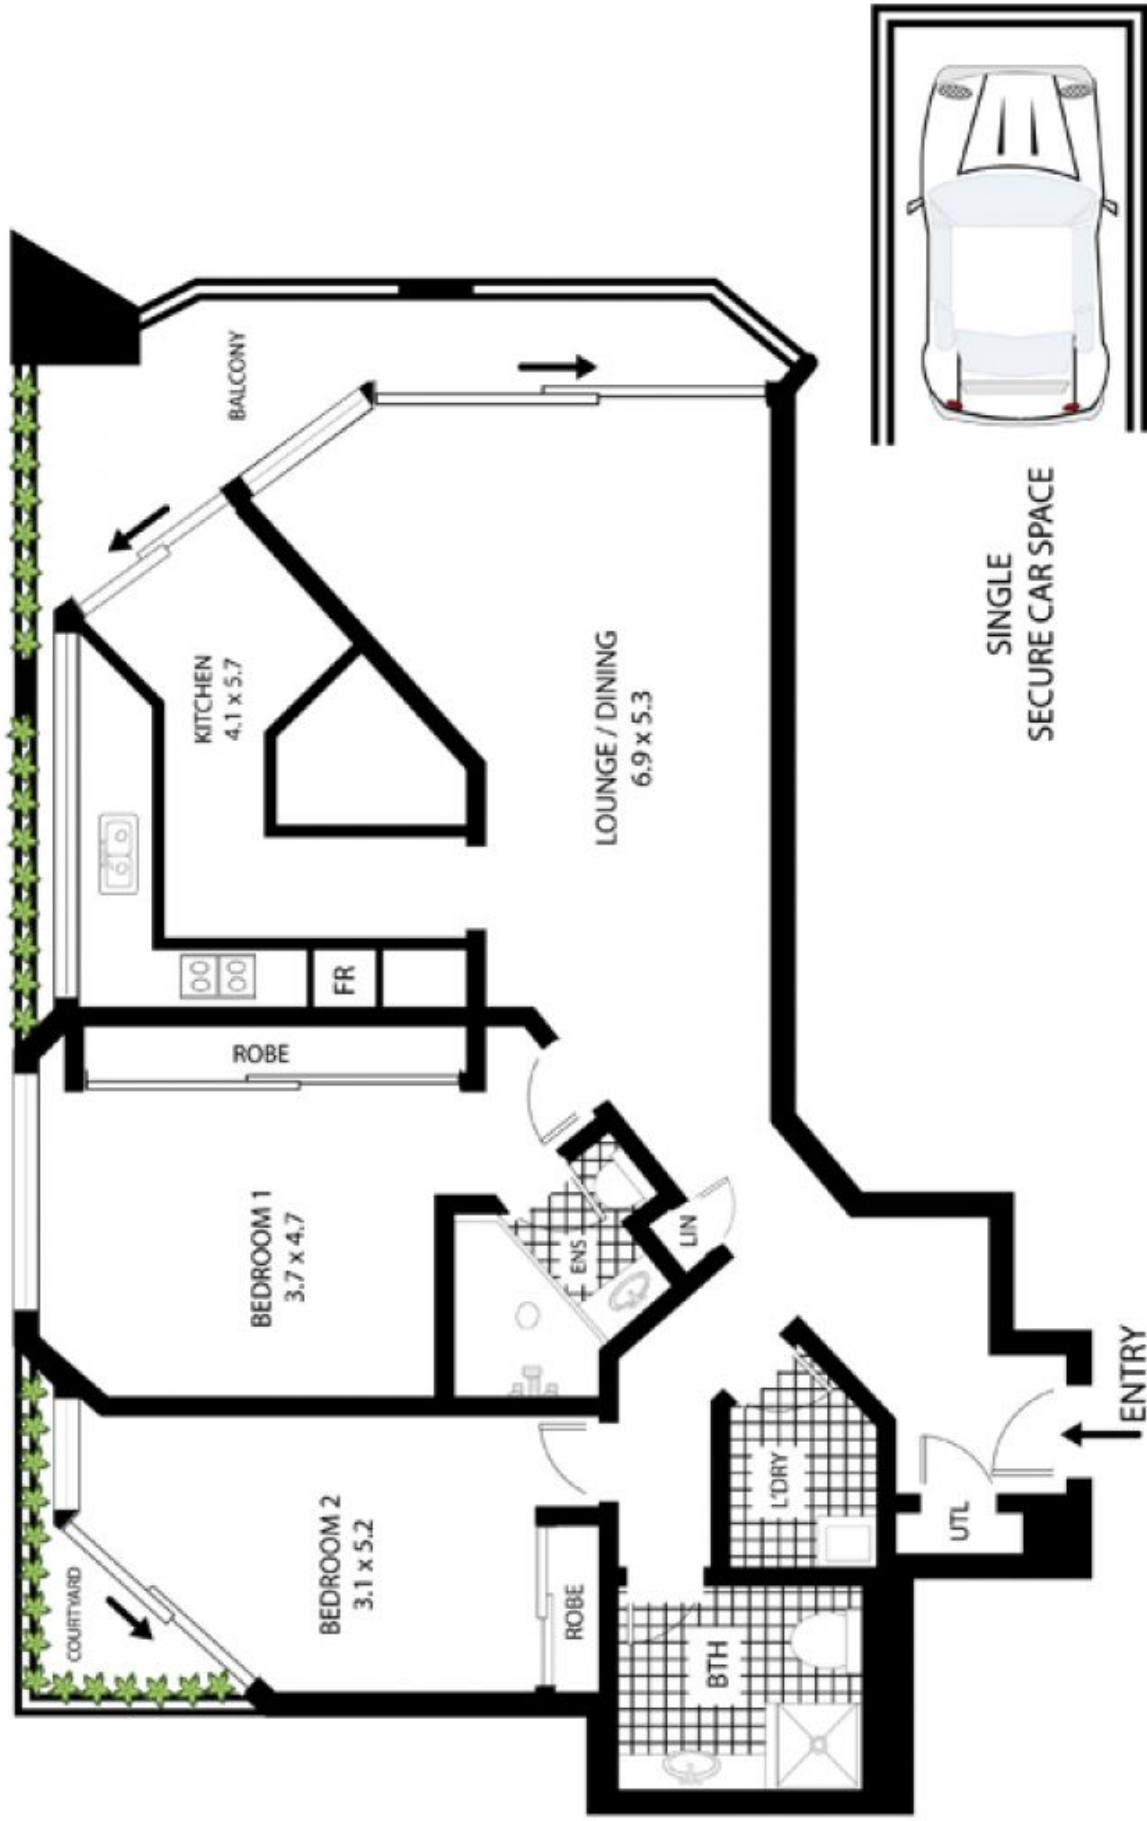 COURTYARD
BEDROOM 2
3.1 x 5.2
ROBE
BTH
BEDROOM 1
3.7 x 4.7
ENS
L'DRY
UTL
ENTRY
LIN
ROBE
FR
KITCHEN
4.1 x 5.7
LOUNGE / DINING
6.9 x 5.3
BALCONY
SINGLE
SECURE CAR SPACE